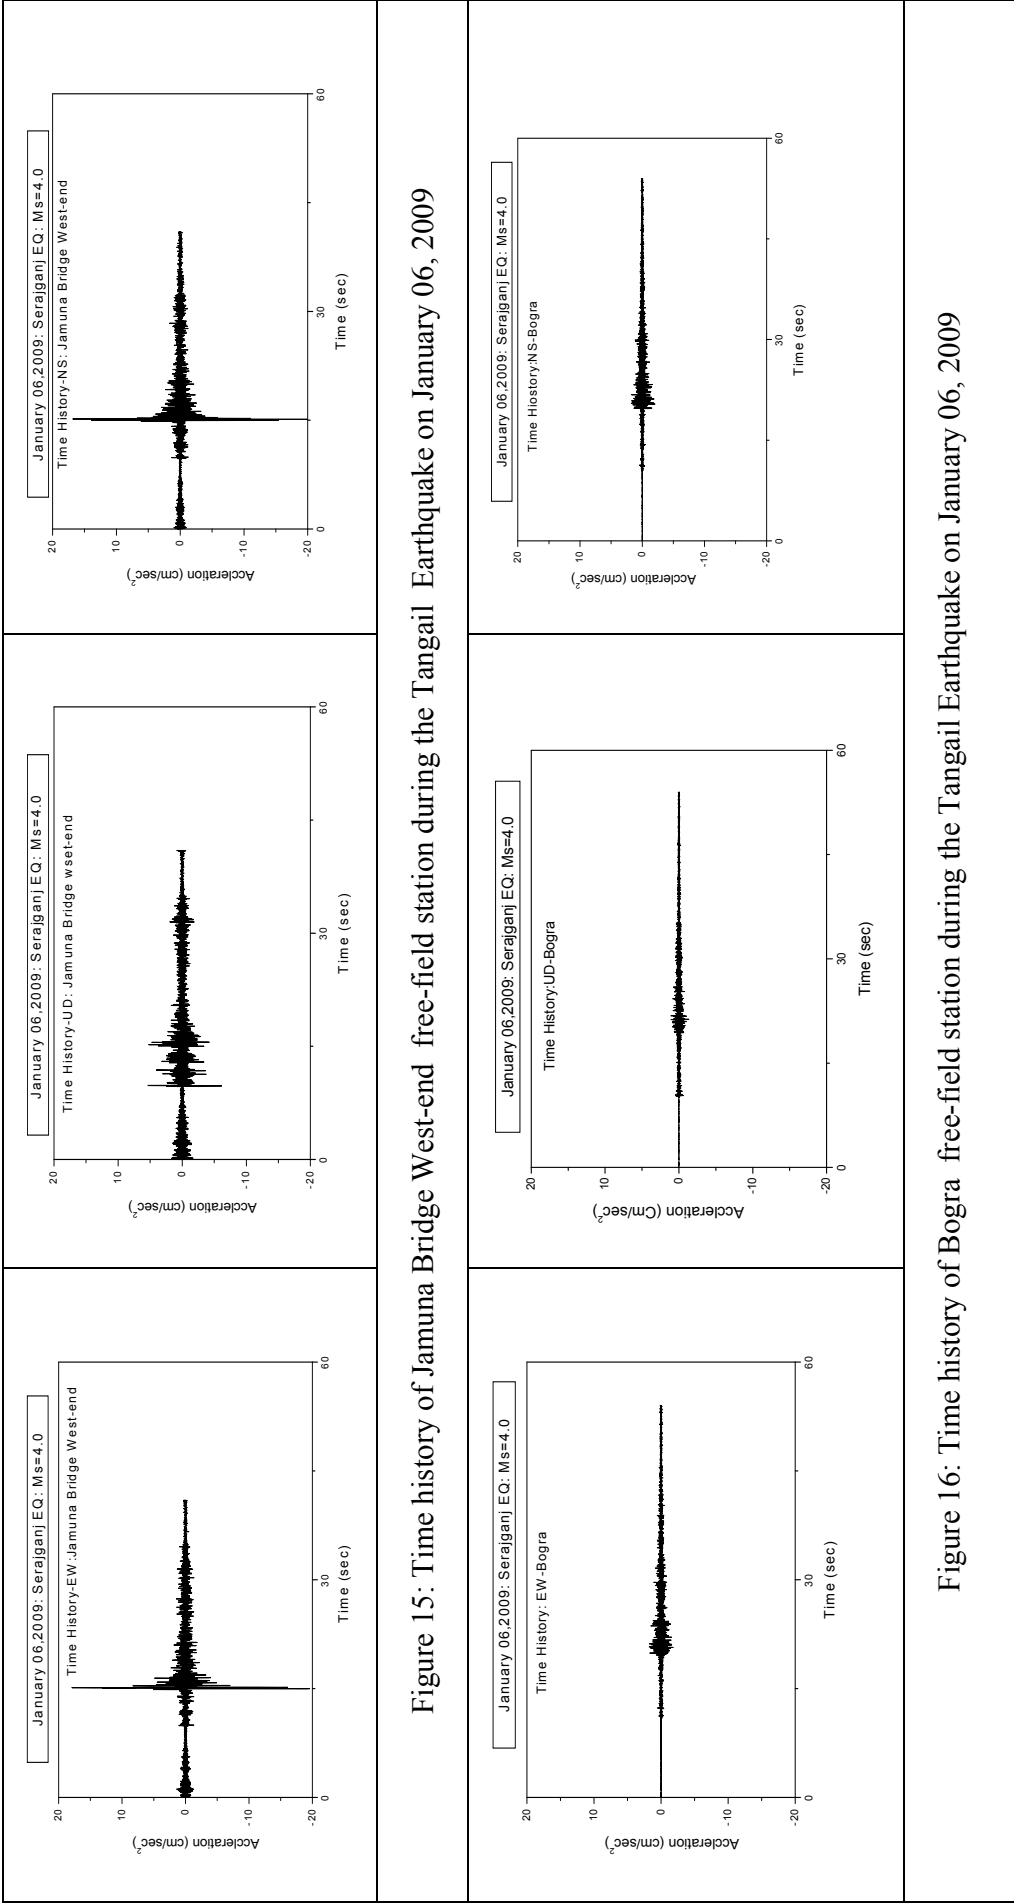 January 06,2009: Serajganj EQ: Ms=4.0
Time History-EW:Jamuna Bridge West-end
20
10
0
-10
-20
Accleration (cm/sec²)
0 30 60
Time (sec)
January 06,2009: Serajganj EQ: Ms=4.0
Time History-UD: Jamuna Bridge wset-end
20
10
0
-10
-20
Accleration (cm/sec²)
0 30 60
Time (sec)
January 06,2009: Serajganj EQ: Ms=4.0
Time History-NS: Jamuna Bridge West-end
20
10
0
-10
-20
Accleration (cm/sec²)
0 30 60
Time (sec)
Figure 15: Time history of Jamuna Bridge West-end free-field station during the Tangail Earthquake on January 06, 2009
January 06,2009: Serajganj EQ: Ms=4.0
Time History: EW-Bogra
20
10
0
-10
-20
Accleration (cm/sec²)
0 30 60
Time (sec)
January 06,2009: Serajganj EQ: Ms=4.0
Time History:UD-Bogra
20
10
0
-10
-20
Accleration (Cm/sec²)
0 30 60
Time (sec)
January 06,2009: Serajganj EQ: Ms=4.0
Time Hiostory:NS-Bogra
20
10
0
-10
-20
Accleration (cm/sec²)
0 30 60
Time (sec)
Figure 16: Time history of Bogra free-field station during the Tangail Earthquake on January 06, 2009